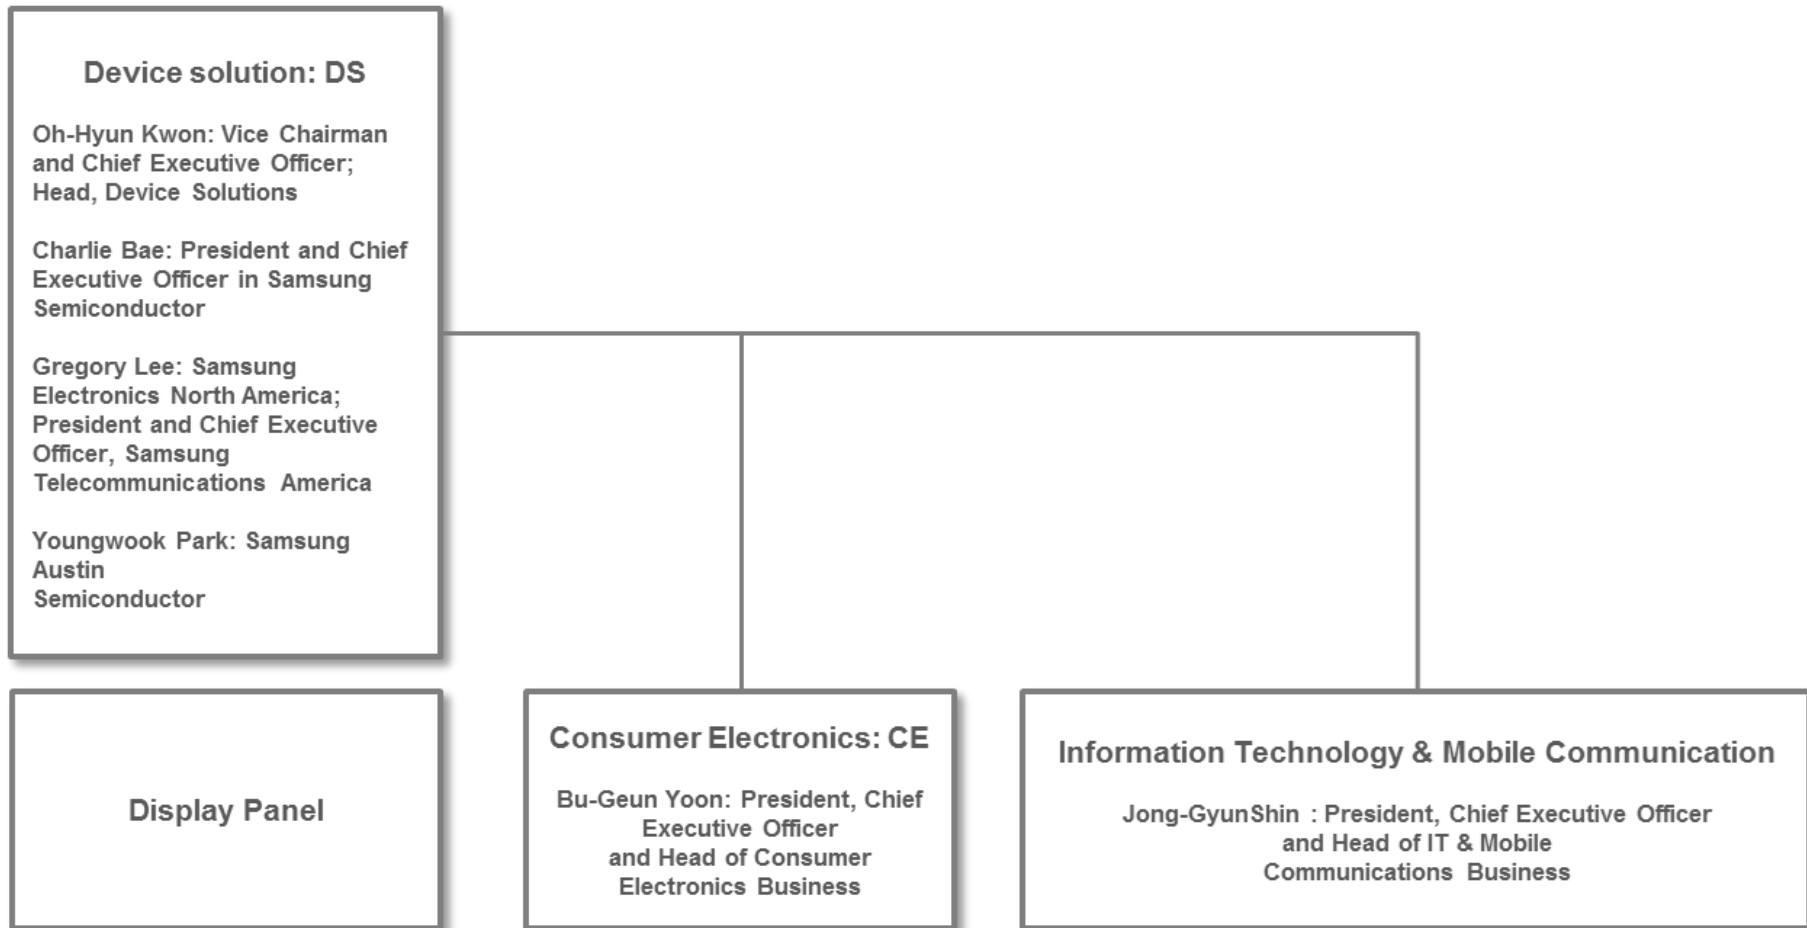 Device solution: DS
Oh-Hyun Kwon: Vice Chairman
and Chief Executive Officer;
Head, Device Solutions
Charlie Bae: President and Chief
Executive Officer in Samsung
Semiconductor
Gregory Lee: Samsung
Electronics North America;
President and Chief Executive
Officer, Samsung
Telecommunications America
Youngwook Park: Samsung
Austin
Semiconductor
Display Panel
Consumer Electronics: CE
Bu-Geun Yoon: President, Chief
Executive Officer
and Head of Consumer
Electronics Business
Information Technology & Mobile Communication
Jong-GyunShin : President, Chief Executive Officer
and Head of IT & Mobile
Communications Business